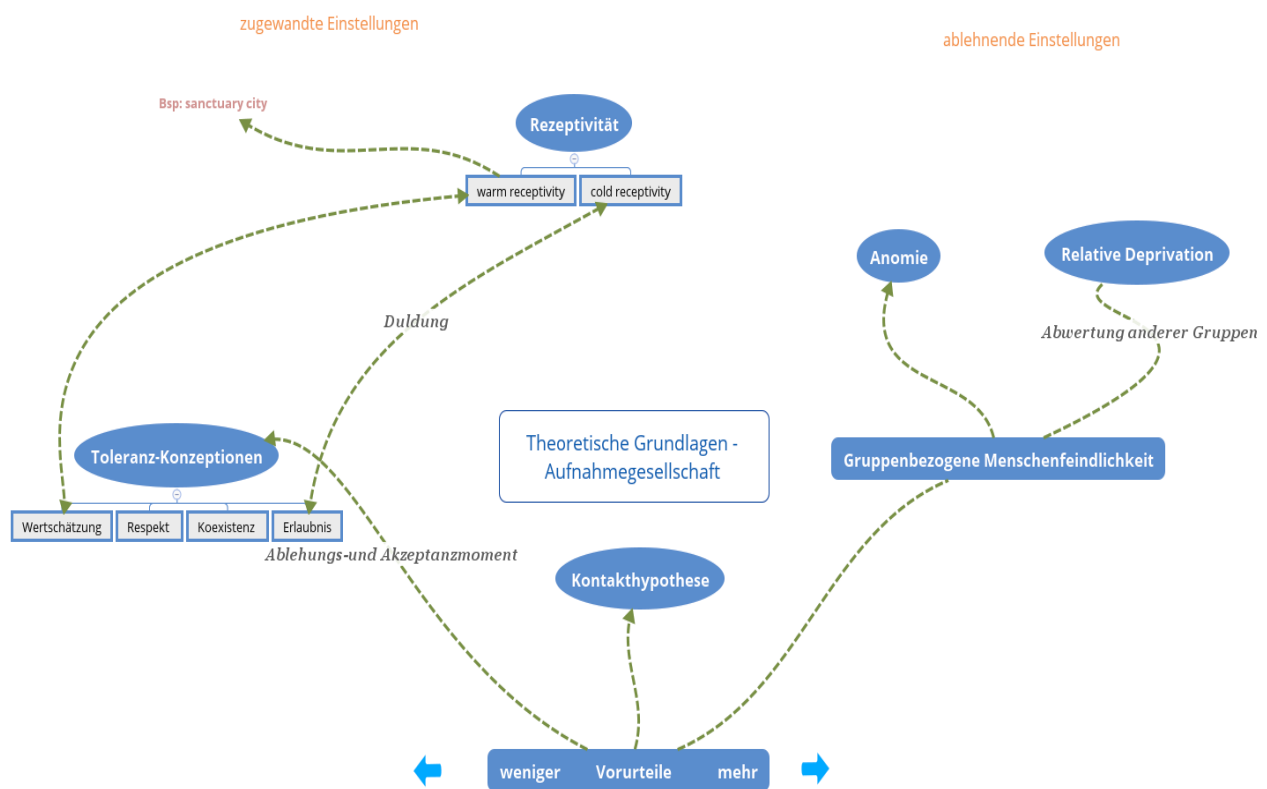 zugewandte Einstellungen
ablehnende Einstellungen
Bsp: sanctuary city
Rezeptivität
warm receptivity
cold receptivity
Anomie
Relative Deprivation
Duldung
Abwertung anderer Gruppen
Theoretische Grundlagen -
Aufnahmegesellschaft
Toleranz-Konzeptionen
Gruppenbezogene Menschenfeindlichkeit
Wertschätzung
Respekt
Koexistenz
Erlaubnis
Ablehungs-und Akzeptanzmoment
Kontakthypothese
weniger Vorurteile mehr